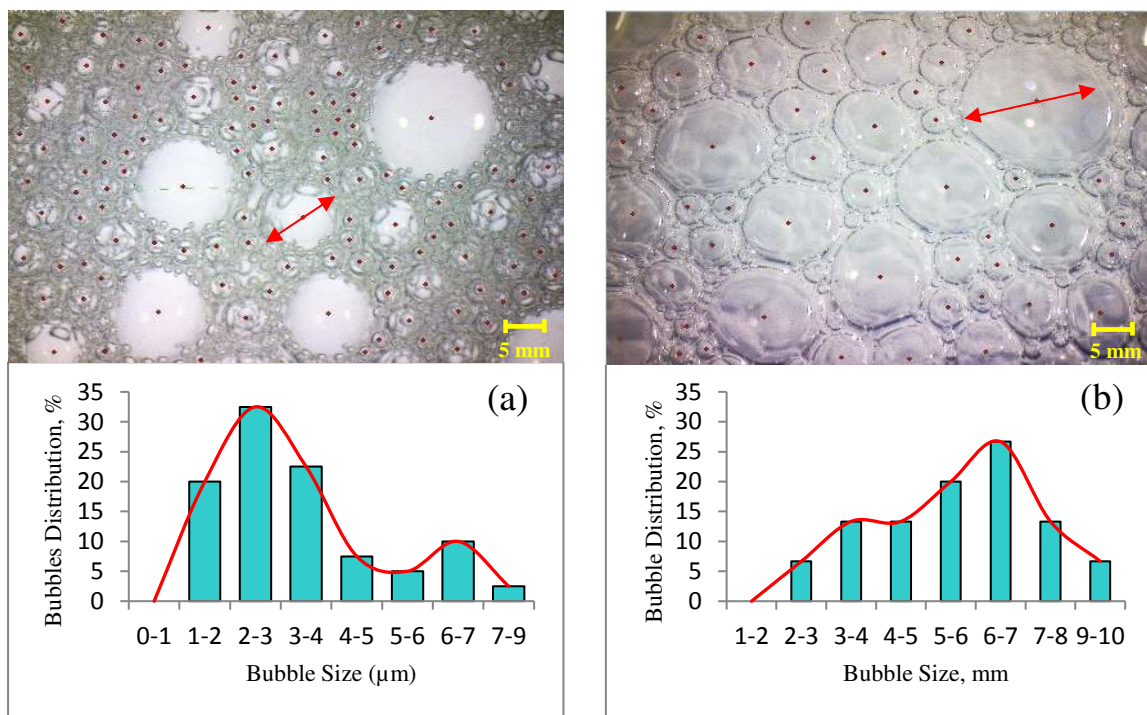 5 mm
5 mm
(a)
Bubbles Distribution, %
35
30
25
20
15
10
5
0
0-1 1-2 2-3 3-4 4-5 5-6 6-7 7-9
Bubble Size (µm)
(b)
Bubble Distribution, %
35
30
25
20
15
10
5
0
1-2 2-3 3-4 4-5 5-6 6-7 7-8 9-10
Bubble Size, mm